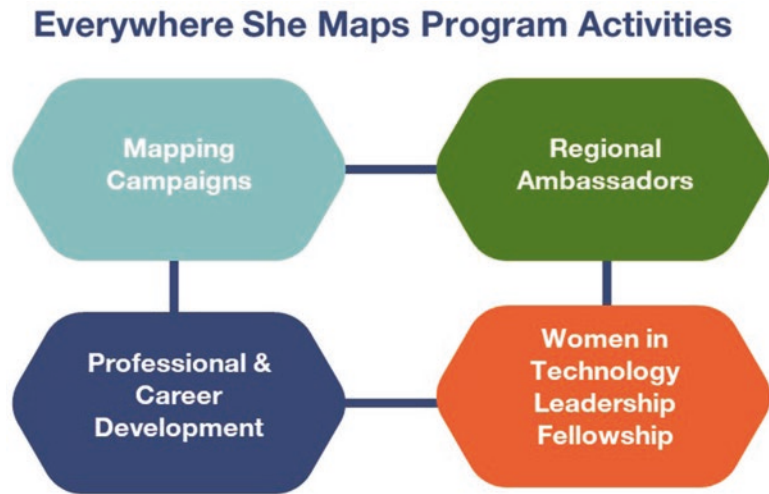 Everywhere She Maps Program Activities
Mapping
Campaigns
Regional
Ambassadors
Professional &
Career
Development
Women in
Technology
Leadership
Fellowship